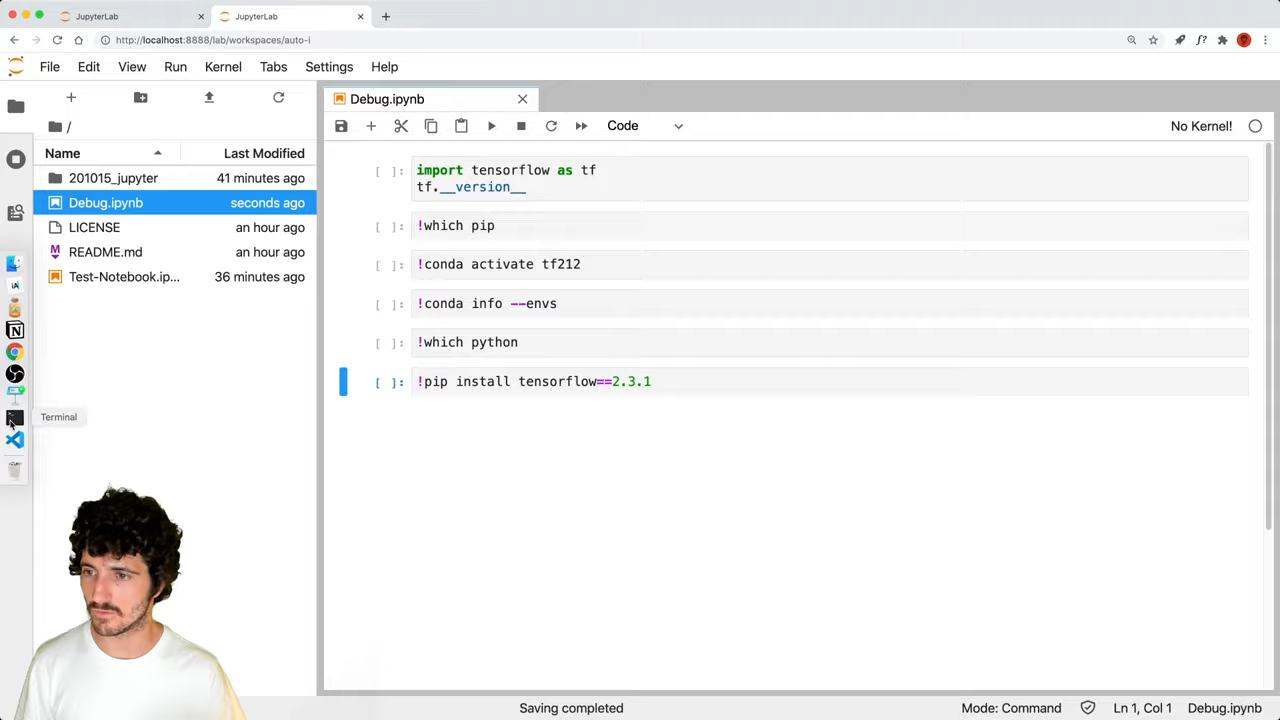 JupyterLab
JupyterLab
http://localhost:8888/lab/workspaces/auto-i
File Edit View Run Kernel Tabs Settings Help
/
Name Last Modified
201015_jupyter 41 minutes ago
Debug.ipynb seconds ago
LICENSE an hour ago
README.md an hour ago
Test-Notebook.ip... 36 minutes ago
Terminal
Debug.ipynb
Code
No Kernel!
[ ]: import tensorflow as tf
tf.__version__
[ ]: !which pip
[ ]: !conda activate tf212
[ ]: !conda info --envs
[ ]: !which python
[ ]: !pip install tensorflow==2.3.1
Saving completed
Mode: Command
Ln 1, Col 1
Debug.ipynb